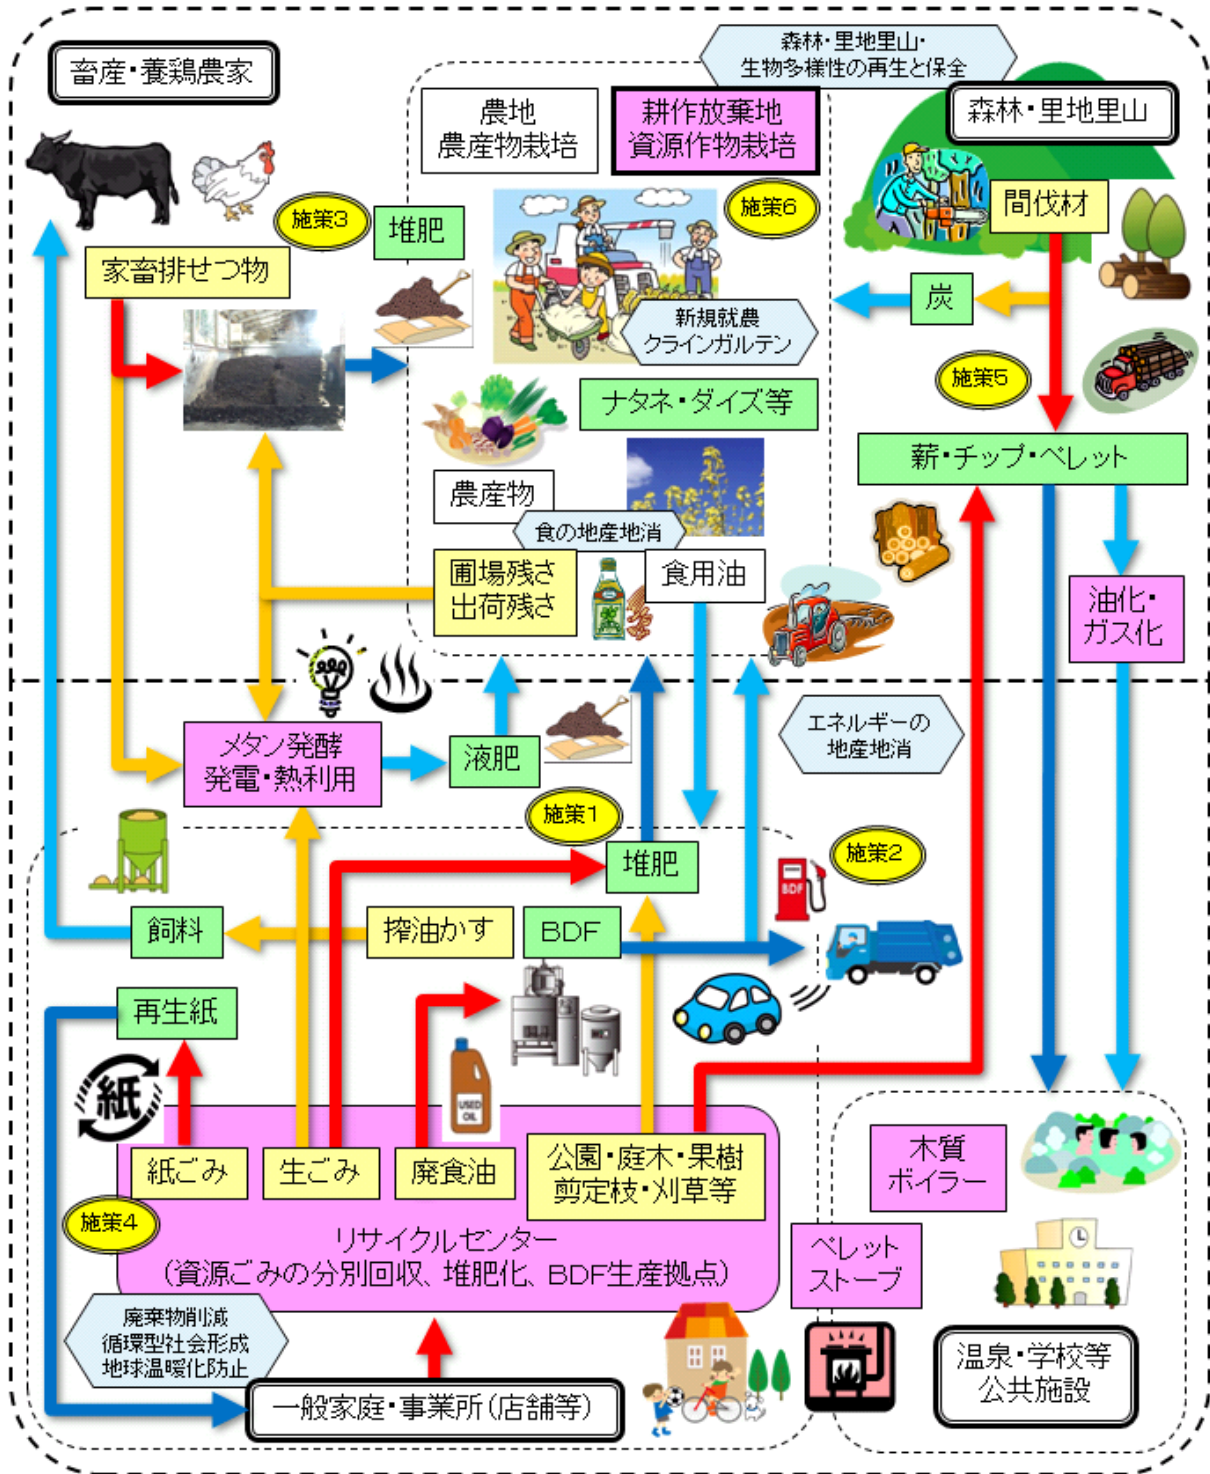 森林・里地里山・
生物多様性の再生と保全
畜産・養鶏農家
農地
農産物栽培
耕作放棄地
資源作物栽培
森林・里地里山
間伐材
施策3
堆肥
施策6
家畜排せつ物
炭
新規就農
クラインガルテン
施策5
ナタネ・ダイズ等
薪・チップ・ペレット
農産物
食の地産地消
圃場残さ
出荷残さ
食用油
油化・
ガス化
メタン発酵
発電・熱利用
液肥
エネルギーの
地産地消
施策1
堆肥
施策2
BDF
飼料
搾油かす
BDF
再生紙
紙
USED
OIL
紙ごみ
生ごみ
廃食油
公園・庭木・果樹
剪定枝・刈草等
木質
ボイラー
施策4
リサイクルセンター
（資源ごみの分別回収、堆肥化、BDF生産拠点）
ペレット
ストーブ
廃棄物削減
循環型社会形成
地球温暖化防止
一般家庭・事業所（店舗等）
温泉・学校等
公共施設